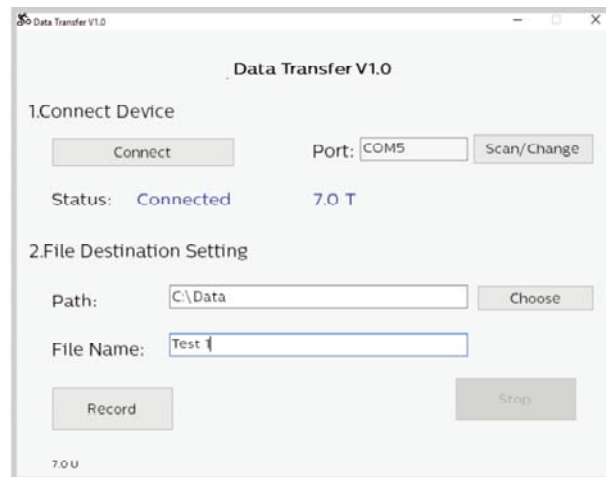 Data Transfer V1.0
Data Transfer V1.0
1.Connect Device
Connect Port: COM5 Scan/Change
Status: Connected 7.0 T
2.File Destination Setting
Path: C:\Data Choose
File Name: Test 1
Record Stop
7.0 U